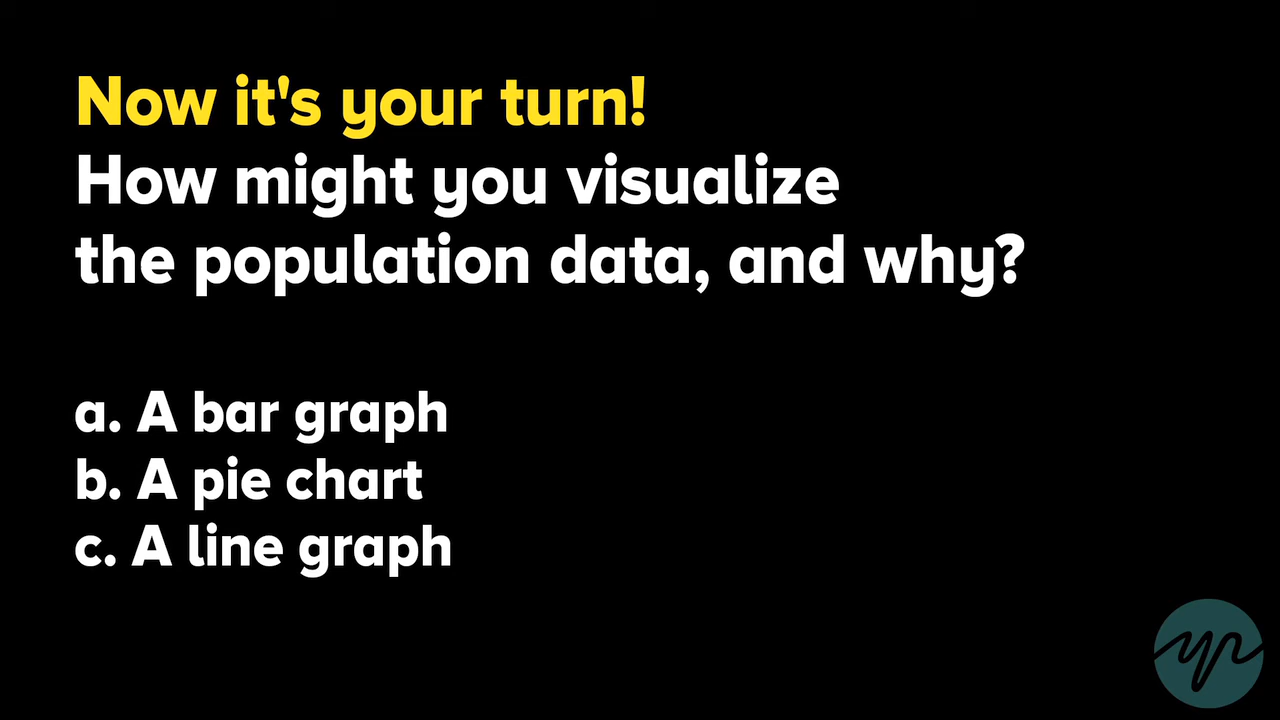 Now it's your turn!
How might you visualize
the population data, and why?
a. A bar graph
b. A pie chart
c. A line graph